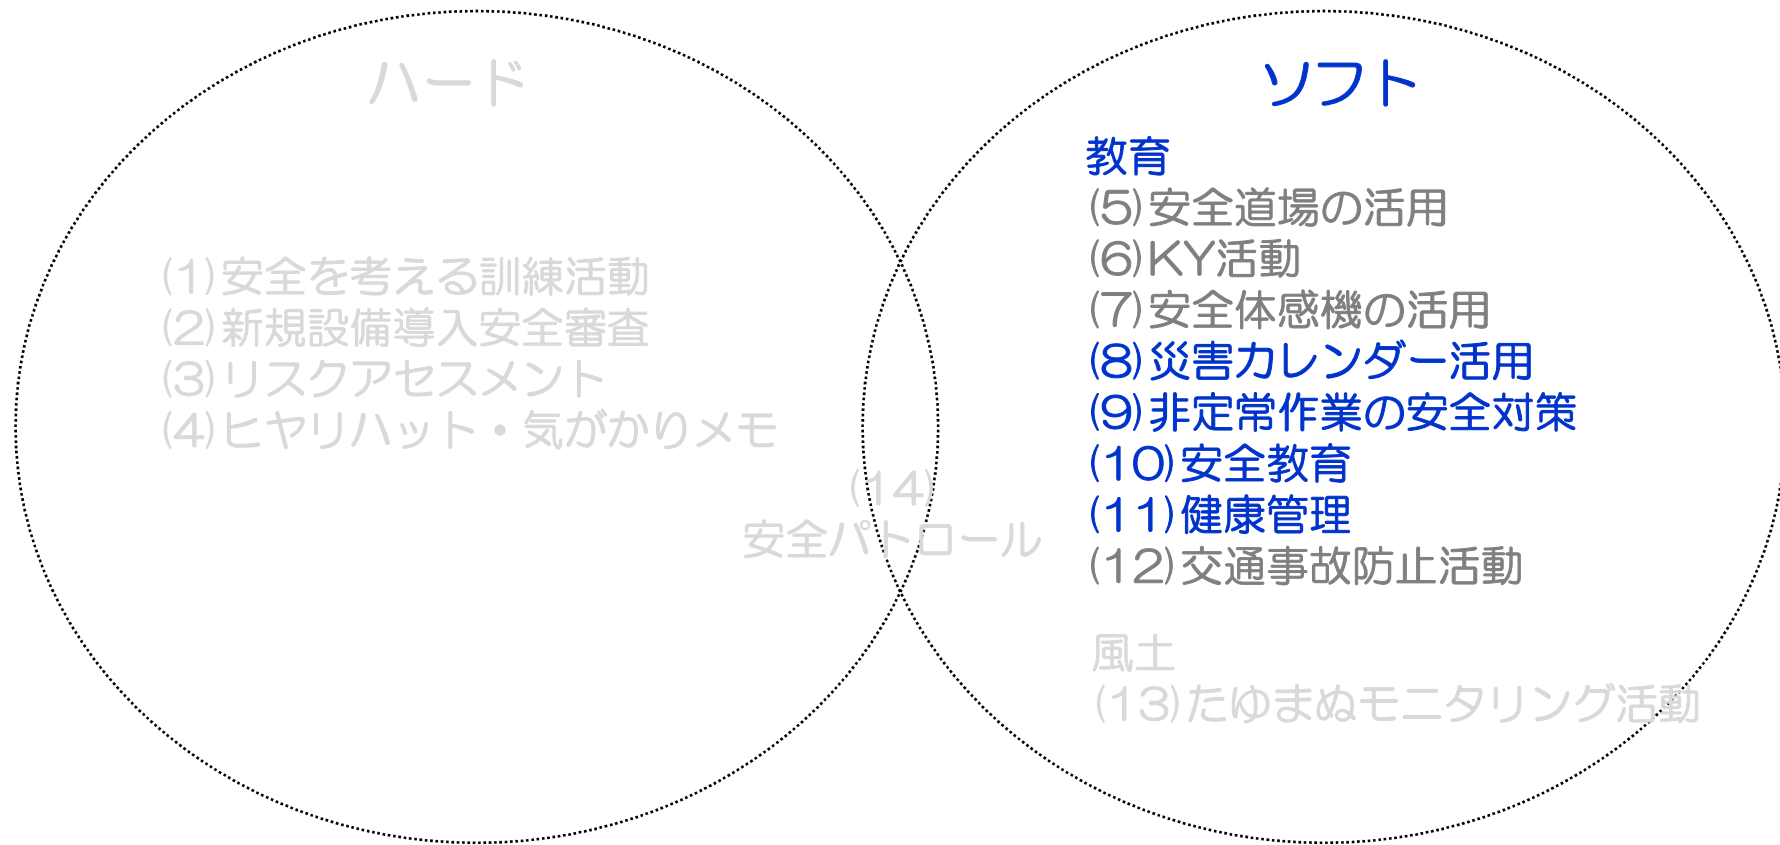 ハード
(1)安全を考える訓練活動
(2)新規設備導入安全審査
(3)リスクアセスメント
(4)ヒヤリハット・気がかりメモ
(14)
安全パトロール
ソフト
教育
(5)安全道場の活用
(6)KY活動
(7)安全体感機の活用
(8)災害カレンダー活用
(9)非定常作業の安全対策
(10)安全教育
(11)健康管理
(12)交通事故防止活動
風土
(13)たゆまぬモニタリング活動